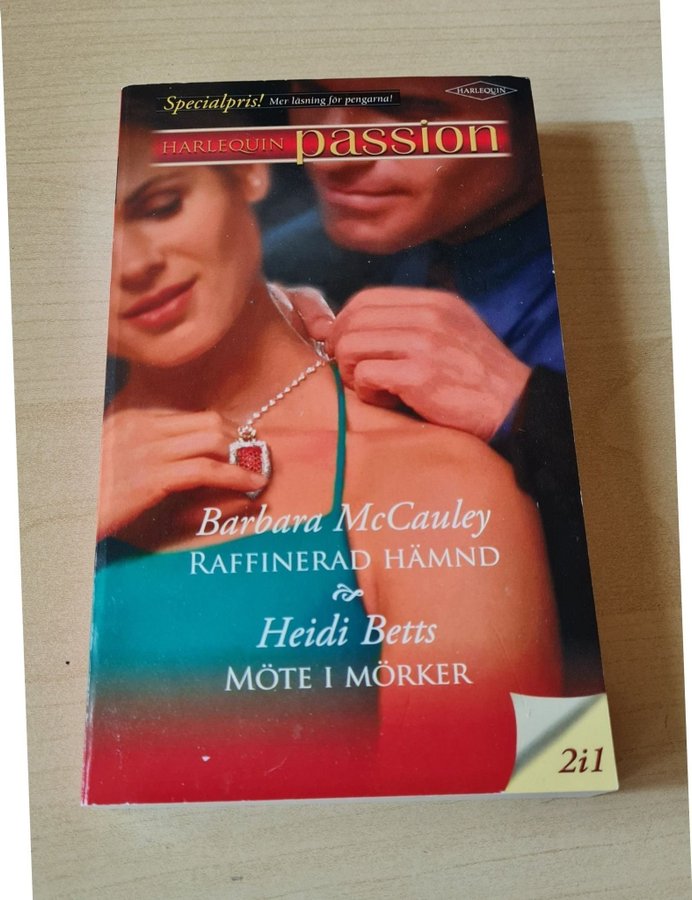 Specialpris! Mer läsning för pengarna!
HARLEQUIN
HARLEQUIN passion
Barbara McCauley
RAFFINERAD HÄMND
Heidi Betts
MÖTE I MÖRKER
2i1